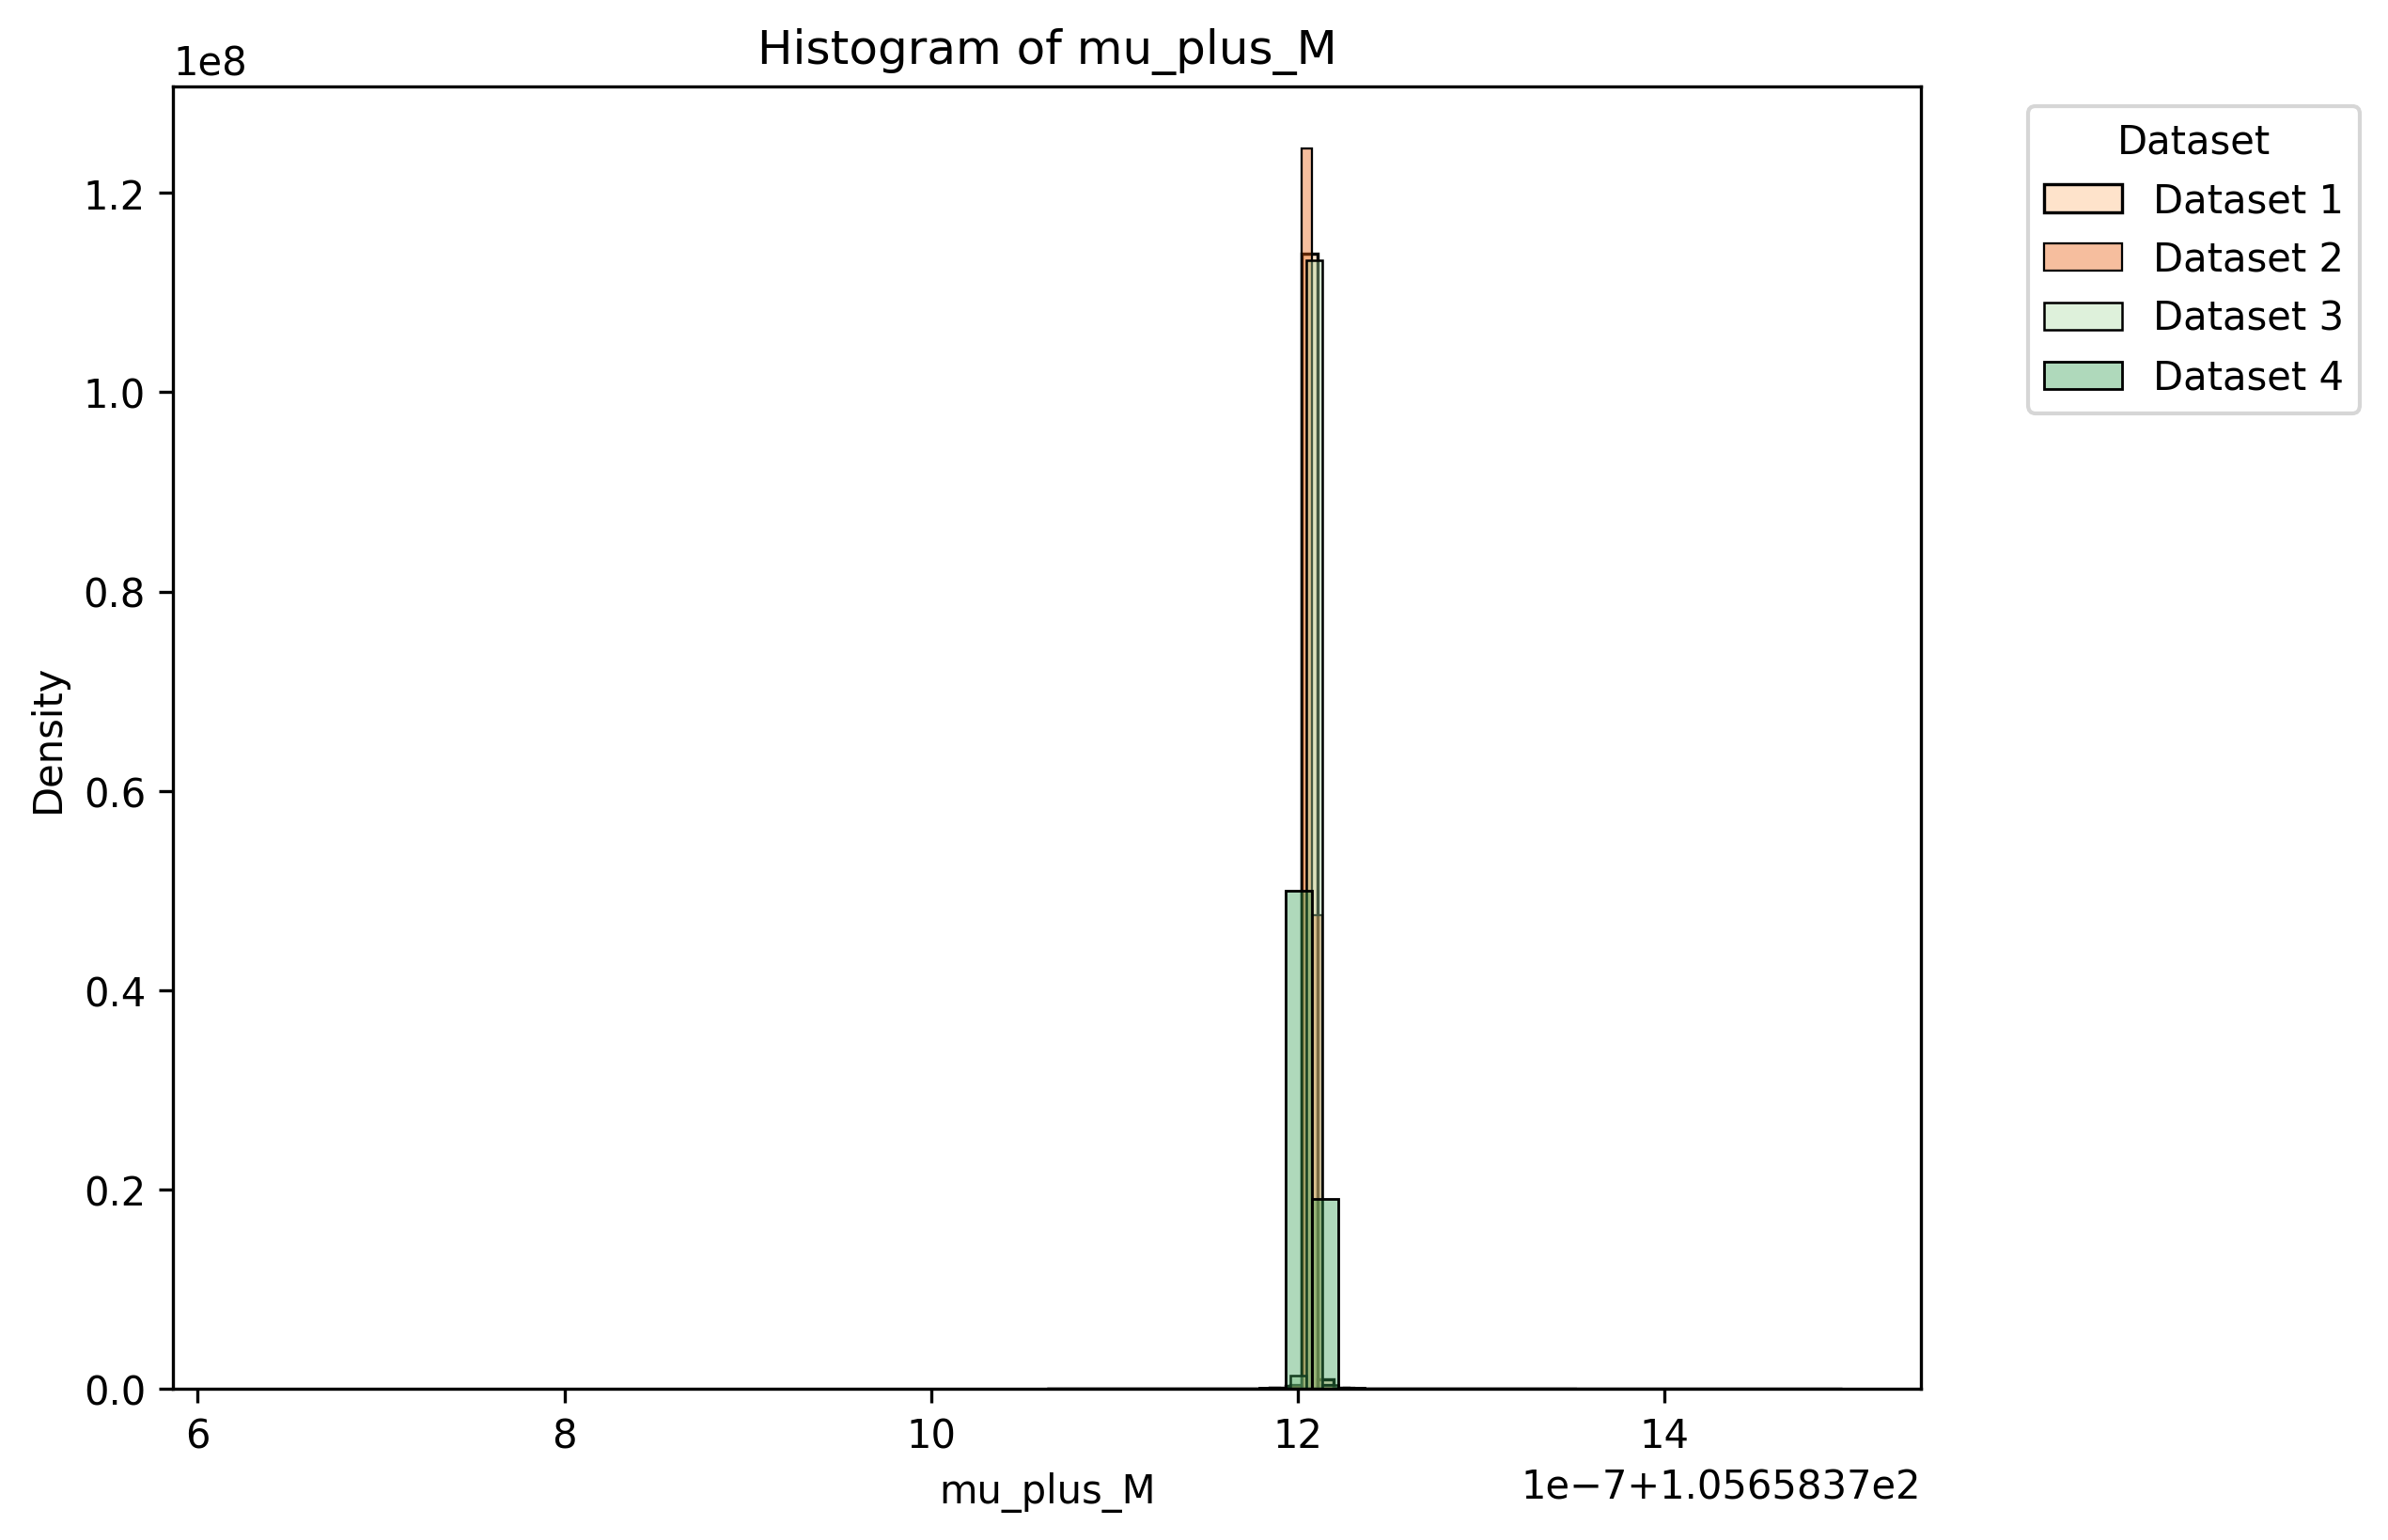 Histogram of mu_plus_M
1e8
1.2
1.0
0.8
0.6
0.4
0.2
0.0
Density
6 8 10 12 14
mu_plus_M
1e−7+1.0565837e2
Dataset
Dataset 1
Dataset 2
Dataset 3
Dataset 4